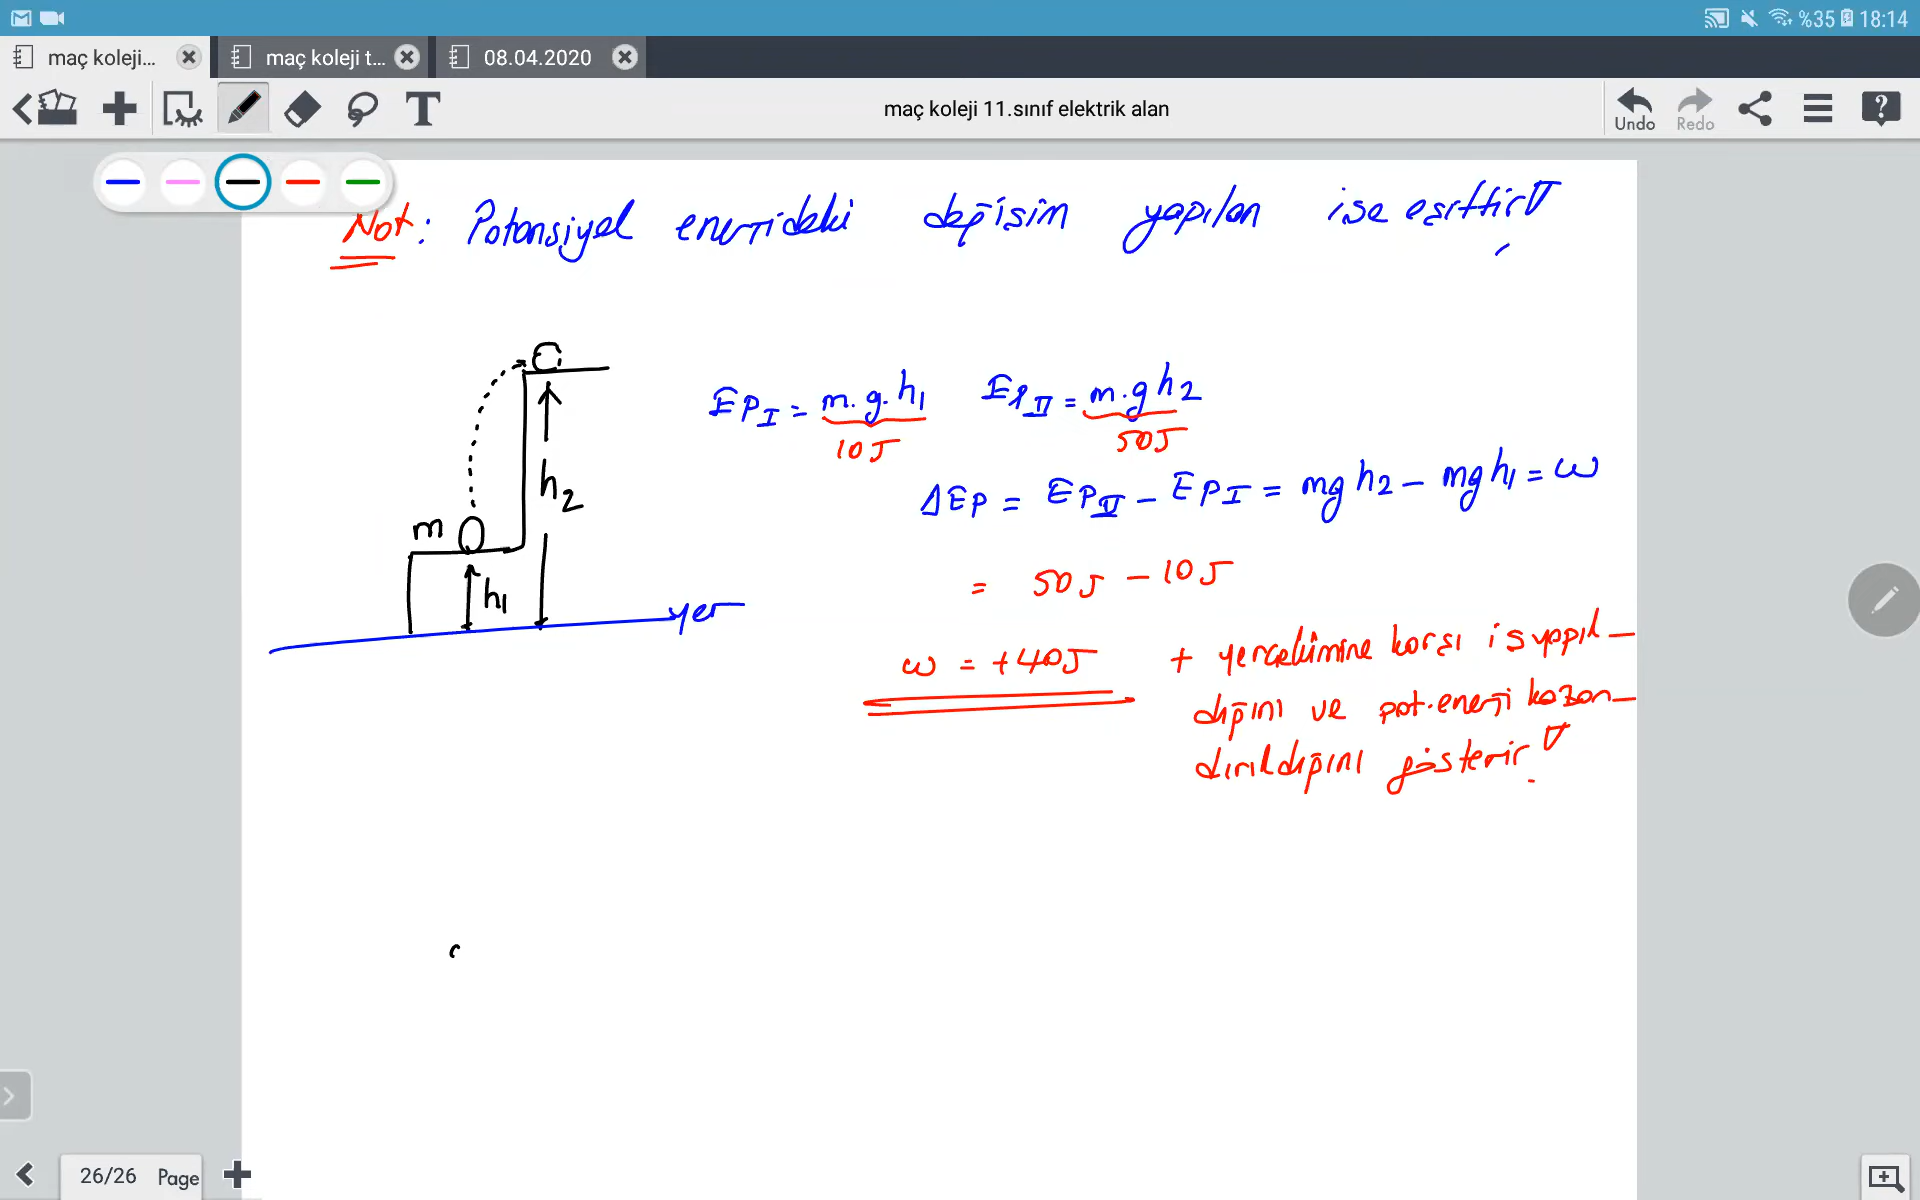 %35 18:14
maç koleji...
maç koleji t...
08.04.2020
T
maç koleji 11.sınıf elektrik alan
Undo
Redo
Not: Potansiyel enerjideki değişim yapılan işe eşittir!
EPI = m.g.h1
10J
EPII = m.gh2
50J
ΔEP = EPII - EPI = mgh2 - mgh1 = W
= 50J - 10J
W = +40J
+ yerçekimine karşı iş yapıl-
dığını ve pot.enerji kazan-
dırıldığını gösterir!
m
h2
h1
yer
26/26 Page